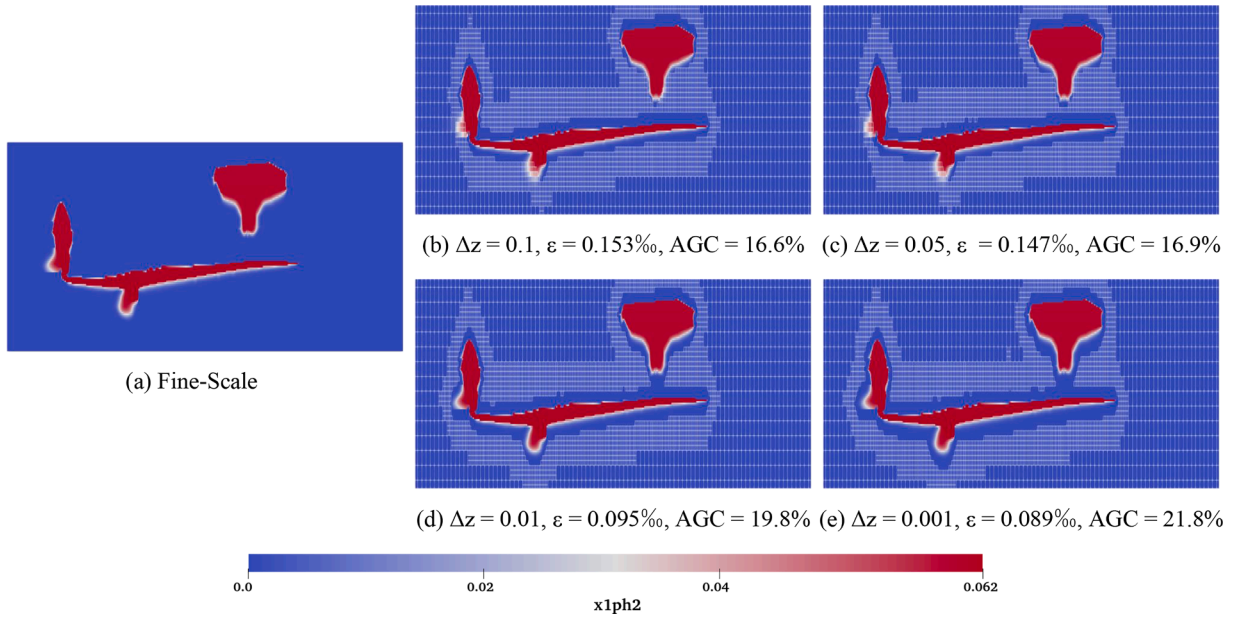 (b) Δz = 0.1, ε = 0.153‰, AGC = 16.6%
(c) Δz = 0.05, ε = 0.147‰, AGC = 16.9%
(a) Fine-Scale
(d) Δz = 0.01, ε = 0.095‰, AGC = 19.8%
(e) Δz = 0.001, ε = 0.089‰, AGC = 21.8%
0.0
0.02
0.04
0.062
x1ph2